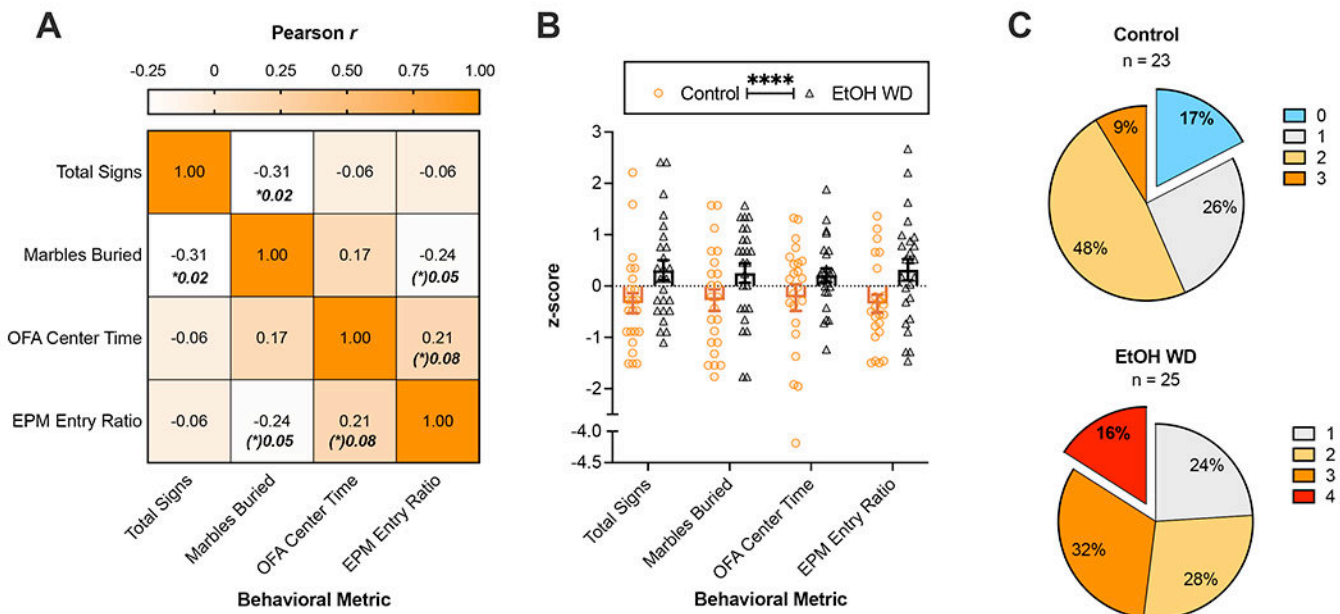 A
Pearson r
-0.25 0 0.25 0.50 0.75 1.00
Total Signs 1.00 -0.31 -0.06 -0.06
*0.02
Marbles Buried -0.31 1.00 0.17 -0.24
*0.02 (*)0.05
OFA Center Time -0.06 0.17 1.00 0.21
(*)0.08
EPM Entry Ratio -0.06 -0.24 0.21 1.00
(*)0.05 (*)0.08
Total Signs
Marbles Buried
OFA Center Time
EPM Entry Ratio
Behavioral Metric
B
****
Control EtOH WD
z-score
3
2
1
0
-1
-2
-4.0
-4.5
Total Signs
Marbles Buried
OFA Center Time
EPM Entry Ratio
Behavioral Metric
C
Control
n = 23
17%
26%
48%
9%
0
1
2
3
EtOH WD
n = 25
16%
24%
28%
32%
1
2
3
4